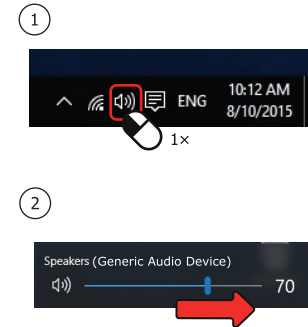 1
10:12 AM
ENG
8/10/2015
1×
2
Speakers (Generic Audio Device)
70